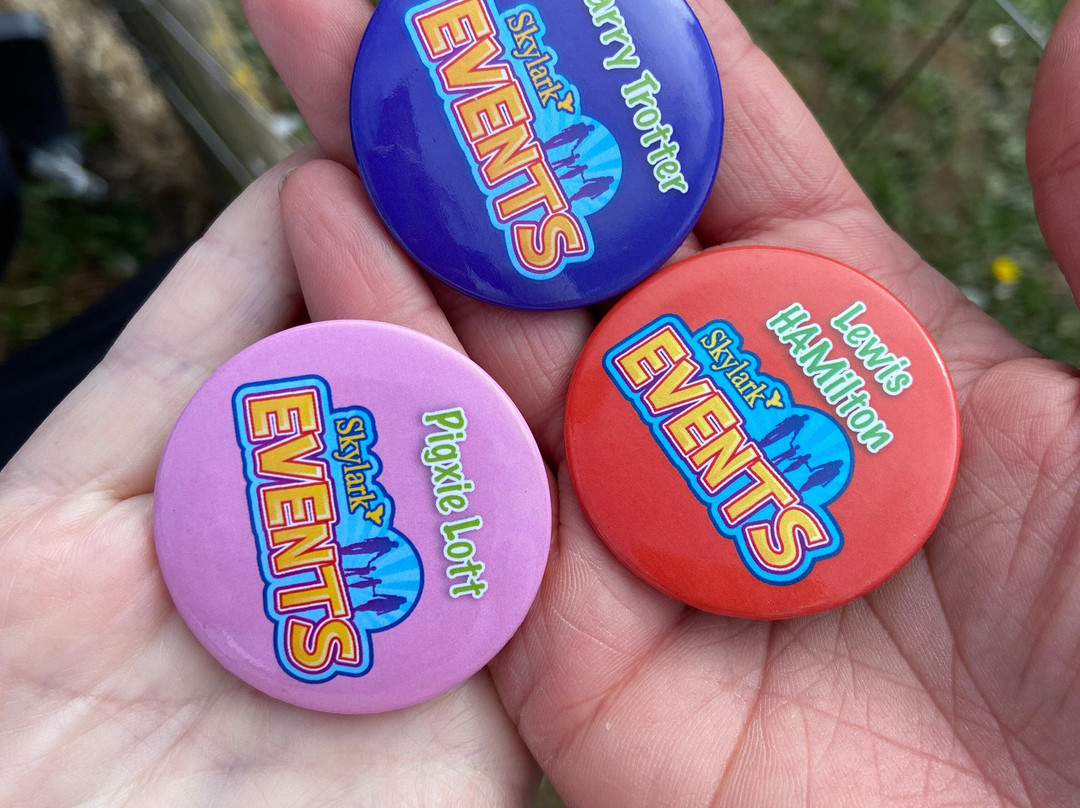 arry Trotter
Skylark
EVENTS
Lewis
HAMilton
Skylark
EVENTS
Pigxie Lott
Skylark
EVENTS